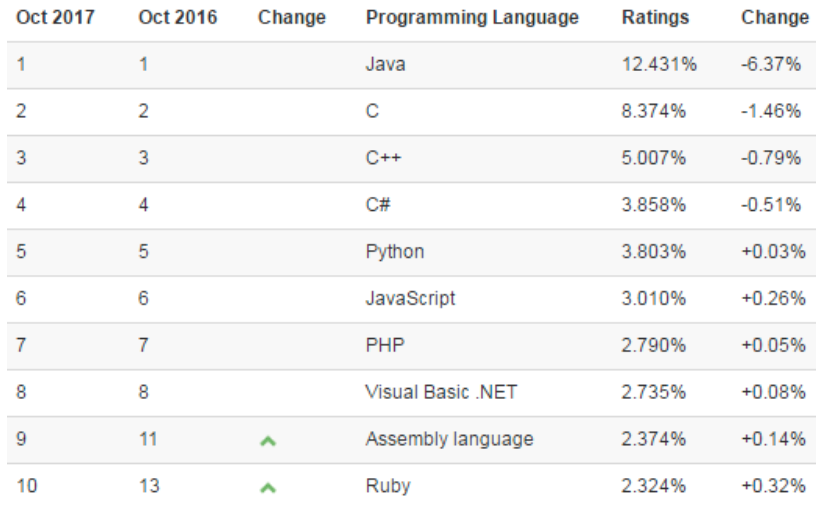 Oct 2017 Oct 2016 Change Programming Language Ratings Change
1 1 Java 12.431% -6.37%
2 2 C 8.374% -1.46%
3 3 C++ 5.007% -0.79%
4 4 C# 3.858% -0.51%
5 5 Python 3.803% +0.03%
6 6 JavaScript 3.010% +0.26%
7 7 PHP 2.790% +0.05%
8 8 Visual Basic .NET 2.735% +0.08%
9 11 Assembly language 2.374% +0.14%
10 13 Ruby 2.324% +0.32%